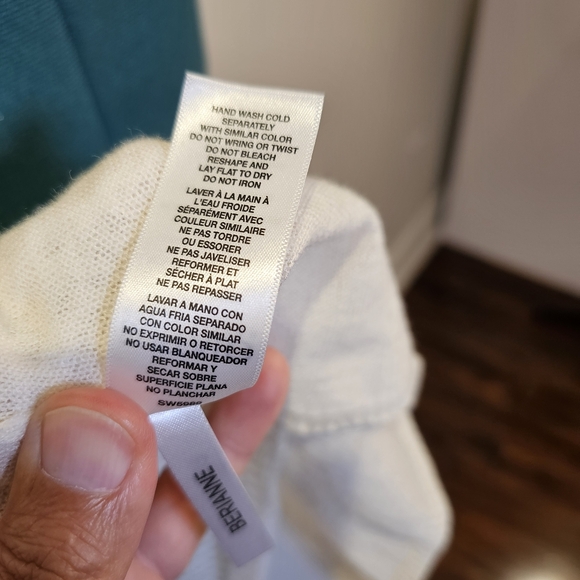 HAND WASH COLD
SEPARATELY
WITH SIMILAR COLOR
DO NOT WRING OR TWIST
DO NOT BLEACH
RESHAPE AND
LAY FLAT TO DRY
DO NOT IRON
LAVER À LA MAIN À
L'EAU FROIDE
SÉPARÉMENT AVEC
COULEUR SIMILAIRE
NE PAS TORDRE
OU ESSORER
NE PAS JAVELISER
REFORMER ET
SÉCHER À PLAT
NE PAS REPASSER
LAVAR A MANO CON
AGUA FRIA SEPARADO
CON COLOR SIMILAR
NO EXPRIMIR O RETORCER
NO USAR BLANQUEADOR
REFORMAR Y
SECAR SOBRE
SUPERFICIE PLANA
NO PLANCHAR
BERIANNE